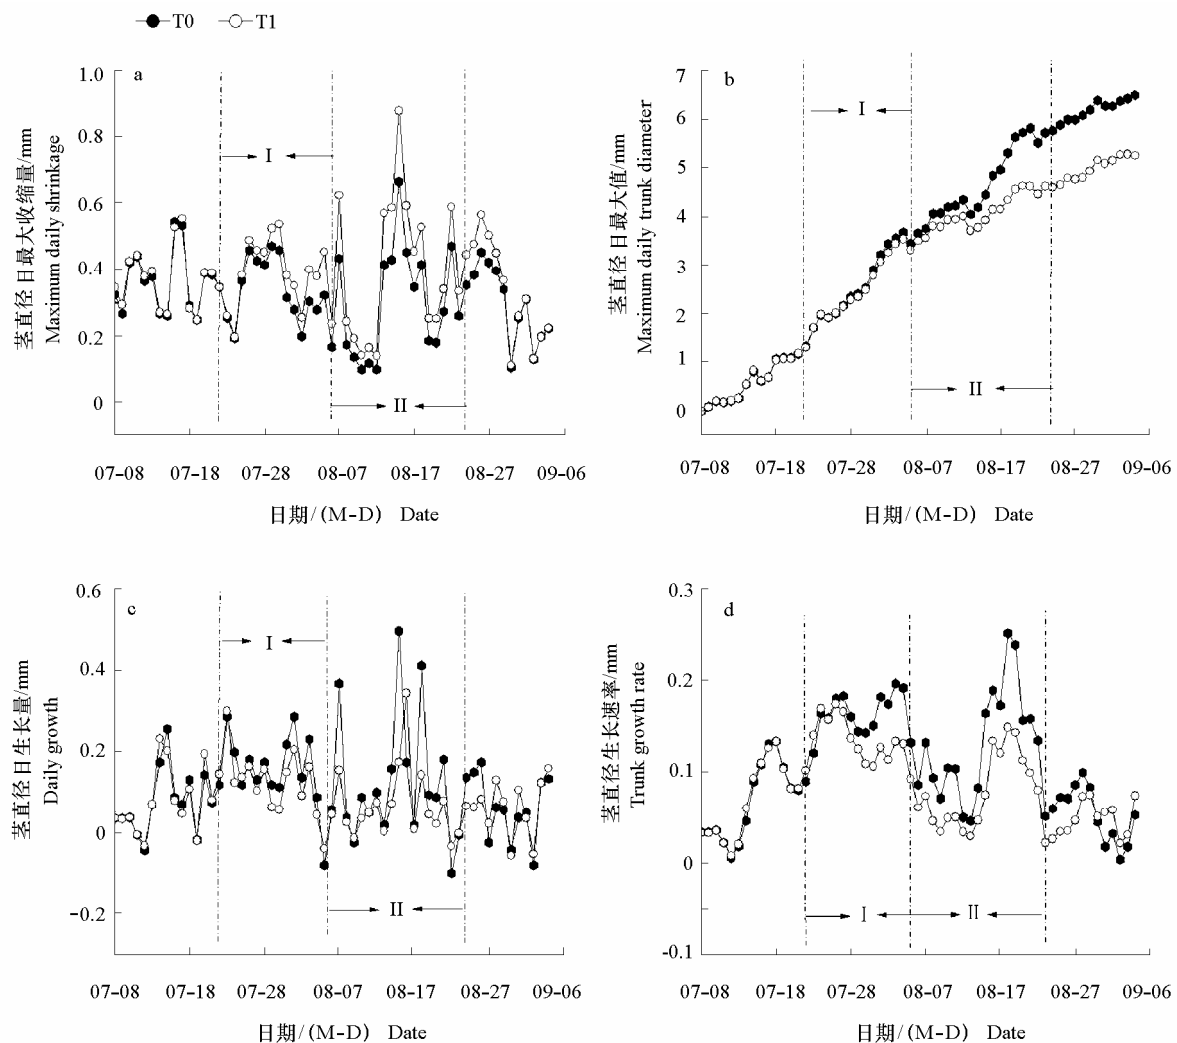 T0 T1
a
1.0
0.8
0.6
0.4
0.2
0
茎直径日最大收缩量/mm
Maximum daily shrinkage
I
II
07-08 07-18 07-28 08-07 08-17 08-27 09-06
日期/(M-D) Date
b
7
6
5
4
3
2
1
0
茎直径日最大值/mm
Maximum daily trunk diameter
I
II
07-08 07-18 07-28 08-07 08-17 08-27 09-06
日期/(M-D) Date
c
0.6
0.4
0.2
0
-0.2
茎直径日生长量/mm
Daily growth
I
II
07-08 07-18 07-28 08-07 08-17 08-27 09-06
日期/(M-D) Date
d
0.3
0.2
0.1
0
-0.1
茎直径生长速率/mm
Trunk growth rate
I
II
07-08 07-18 07-28 08-07 08-17 08-27 09-06
日期/(M-D) Date